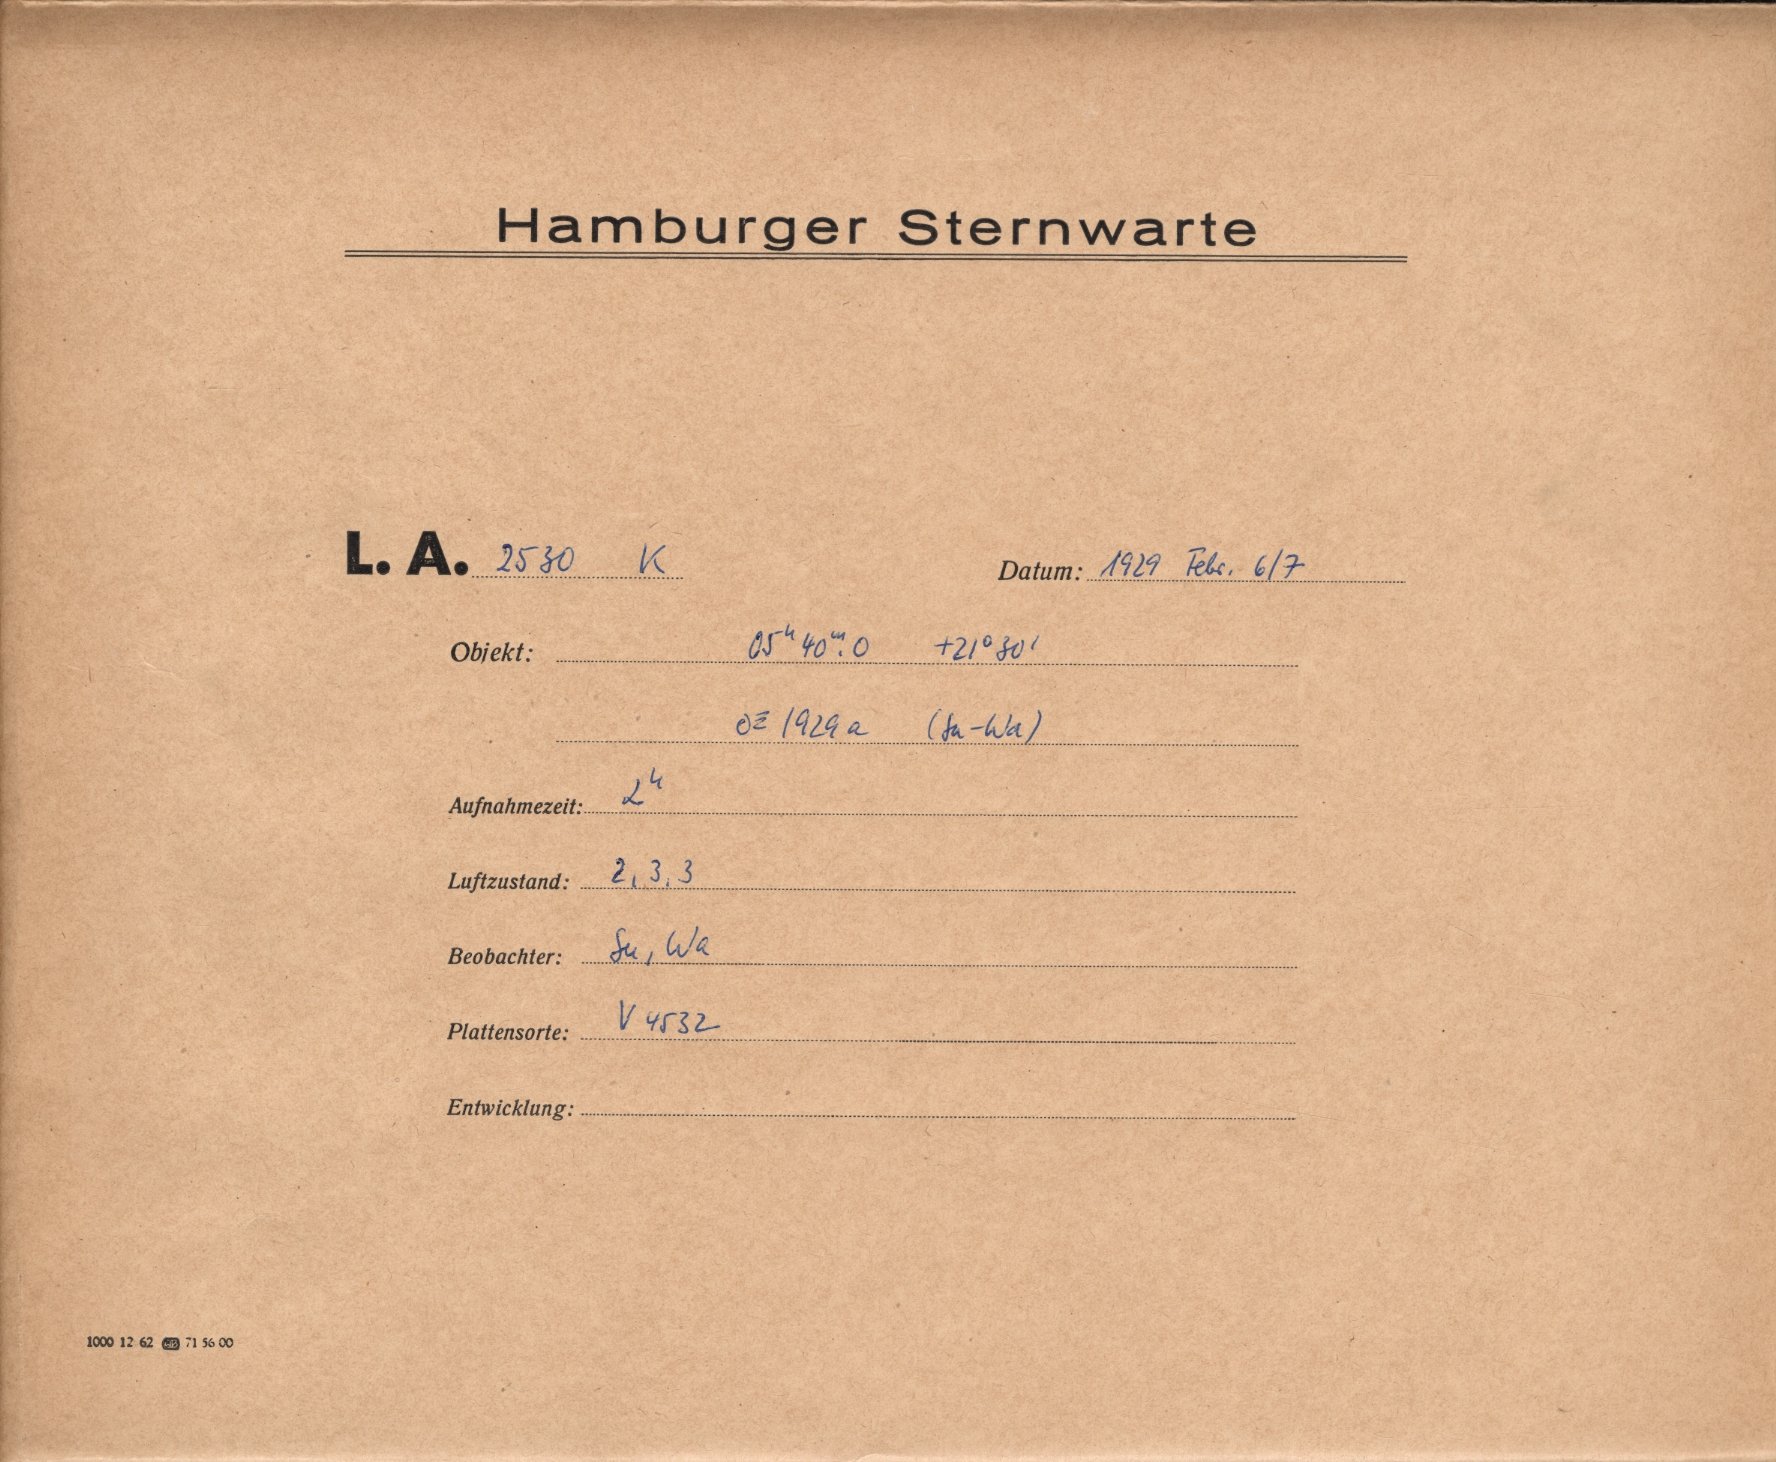 Hamburger Sternwarte
L. A. 2530 K
Datum: 1929 Febr. 6/7
Objekt: 05ʰ 40ᵐ.0 +21° 30'
1929 a (Su-Wa)
Aufnahmezeit: 2ʰ
Luftzustand: 2, 3, 3
Beobachter: Su, Wa
Plattensorte: V 4532
Entwicklung:
1000 12 62 71 56 00